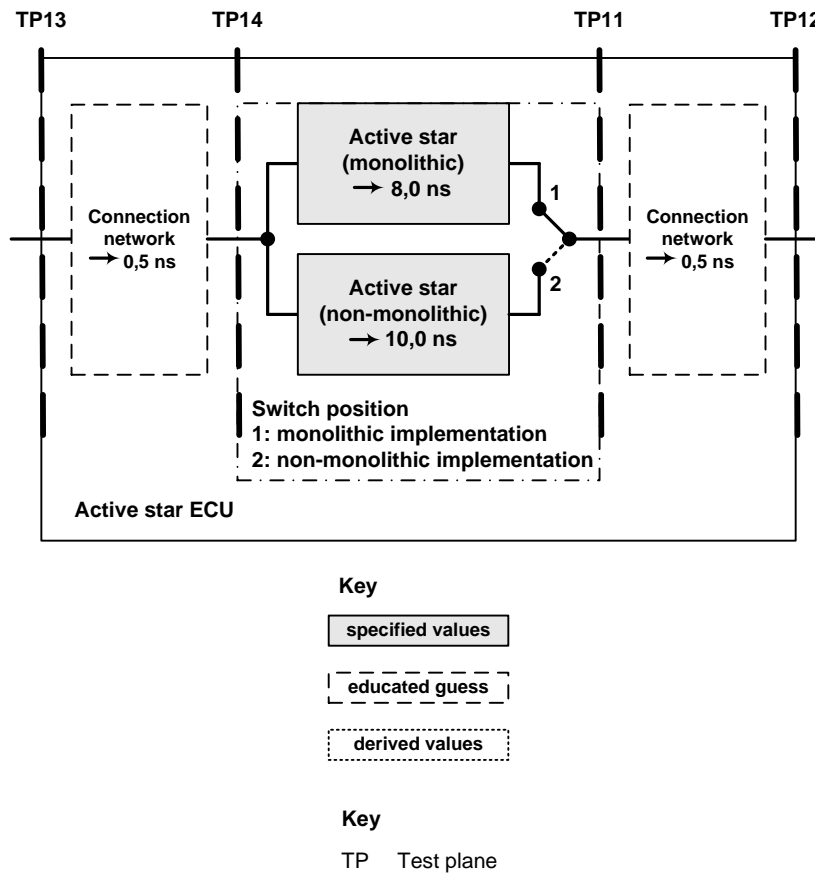 TP13 TP14 TP11 TP12
Active star
(monolithic)
→ 8,0 ns
1
Connection
network
→ 0,5 ns
Connection
network
→ 0,5 ns
2
Active star
(non-monolithic)
→ 10,0 ns
Switch position
1: monolithic implementation
2: non-monolithic implementation
Active star ECU
Key
specified values
educated guess
derived values
Key
TP Test plane